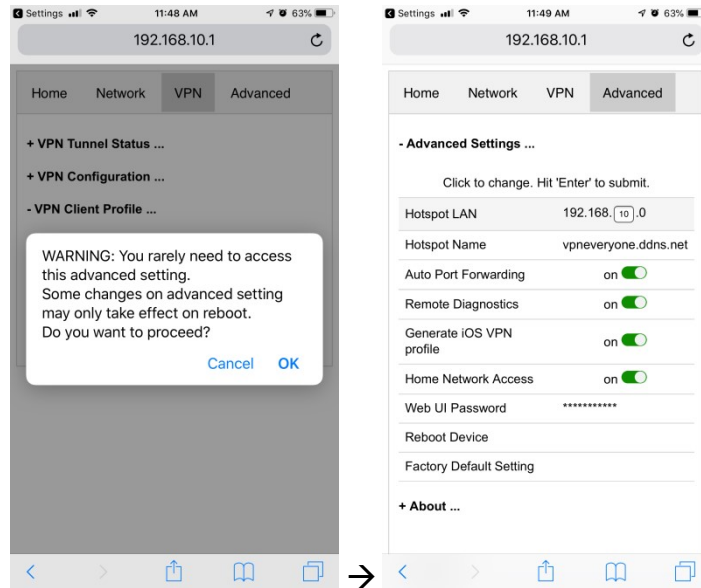 Settings 11:48 AM 63%
192.168.10.1
Home Network VPN Advanced
+ VPN Tunnel Status ...
+ VPN Configuration ...
- VPN Client Profile ...
WARNING: You rarely need to access
this advanced setting.
Some changes on advanced setting
may only take effect on reboot.
Do you want to proceed?
Cancel OK
→
Settings 11:49 AM 63%
192.168.10.1
Home Network VPN Advanced
- Advanced Settings ...
Click to change. Hit 'Enter' to submit.
Hotspot LAN 192.168.10.0
Hotspot Name vpneveryone.ddns.net
Auto Port Forwarding on
Remote Diagnostics on
Generate iOS VPN
profile on
Home Network Access on
Web UI Password ***********
Reboot Device
Factory Default Setting
+ About ...